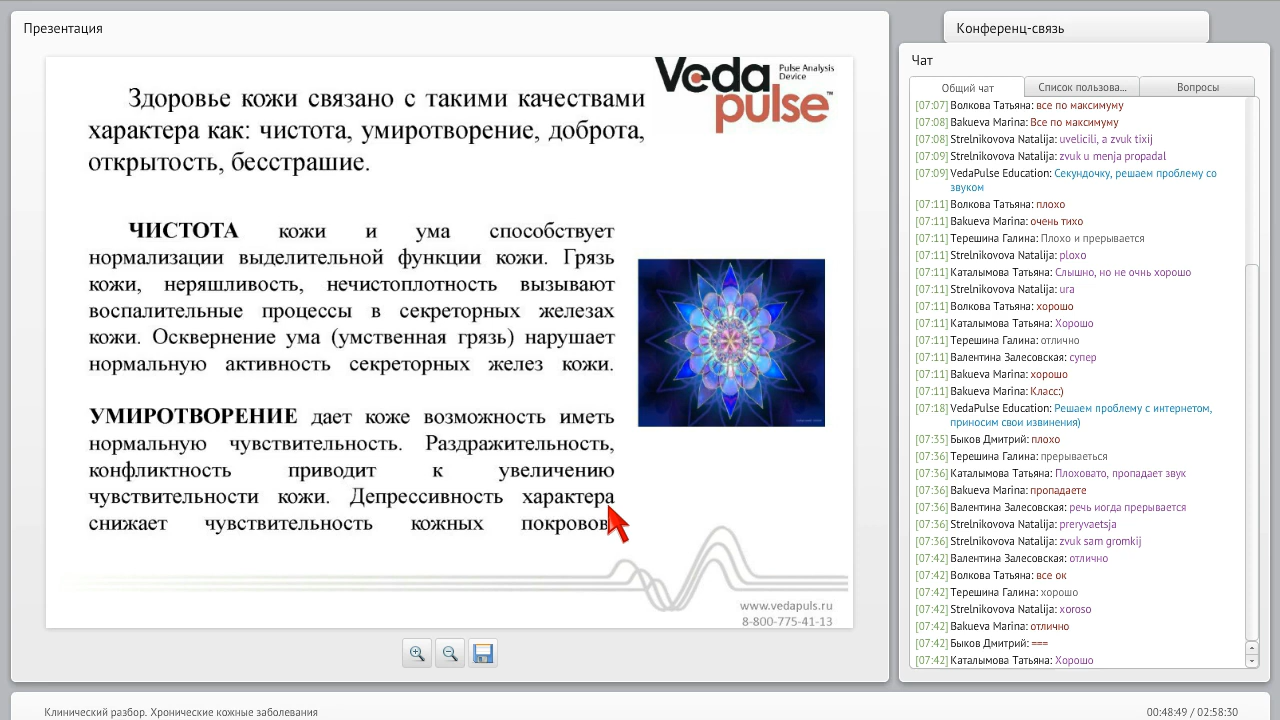 Презентация
Veda
pulse™
Pulse Analysis
Device
Здоровье кожи связано с такими качествами
характера как: чистота, умиротворение, доброта,
открытость, бесстрашие.
ЧИСТОТА кожи и ума способствует
нормализации выделительной функции кожи. Грязь
кожи, неряшливость, нечистоплотность вызывают
воспалительные процессы в секреторных железах
кожи. Осквернение ума (умственная грязь) нарушает
нормальную активность секреторных желез кожи.
УМИРОТВОРЕНИЕ дает коже возможность иметь
нормальную чувствительность. Раздражительность,
конфликтность приводит к увеличению
чувствительности кожи. Депрессивность характера
снижает чувствительность кожных покровов.
www.vedapuls.ru
8-800-775-41-13
Конференц-связь
Чат
Общий чат
Список пользова...
Вопросы
[07:07] Волкова Татьяна: все по максимуму
[07:08] Bakueva Marina: Все по максимуму
[07:08] Strelnikovova Natalija: uvelicili, a zvuk tixij
[07:09] Strelnikovova Natalija: zvuk u menja propadal
[07:09] VedaPulse Education: Секундочку, решаем проблему со
звуком
[07:11] Волкова Татьяна: плохо
[07:11] Bakueva Marina: очень тихо
[07:11] Терешина Галина: Плохо и прерывается
[07:11] Strelnikovova Natalija: ploxo
[07:11] Каталымова Татьяна: Слышно, но не очнь хорошо
[07:11] Strelnikovova Natalija: ura
[07:11] Волкова Татьяна: хорошо
[07:11] Каталымова Татьяна: Хорошо
[07:11] Терешина Галина: отлично
[07:11] Валентина Залесовская: супер
[07:11] Bakueva Marina: хорошо
[07:11] Bakueva Marina: Класс:)
[07:18] VedaPulse Education: Решаем проблему с интернетом,
приносим свои извинения)
[07:35] Быков Дмитрий: плохо
[07:36] Терешина Галина: прерываеться
[07:36] Каталымова Татьяна: Плоховато, пропадает звук
[07:36] Bakueva Marina: пропадаете
[07:36] Валентина Залесовская: речь иогда прерывается
[07:36] Strelnikovova Natalija: preryvaetsja
[07:36] Strelnikovova Natalija: zvuk sam gromkij
[07:42] Валентина Залесовская: отлично
[07:42] Волкова Татьяна: все ок
[07:42] Терешина Галина: хорошо
[07:42] Strelnikovova Natalija: xoroso
[07:42] Bakueva Marina: отлично
[07:42] Быков Дмитрий: ===
[07:42] Каталымова Татьяна: Хорошо
Клинический разбор. Хронические кожные заболевания
00:48:49 / 02:58:30